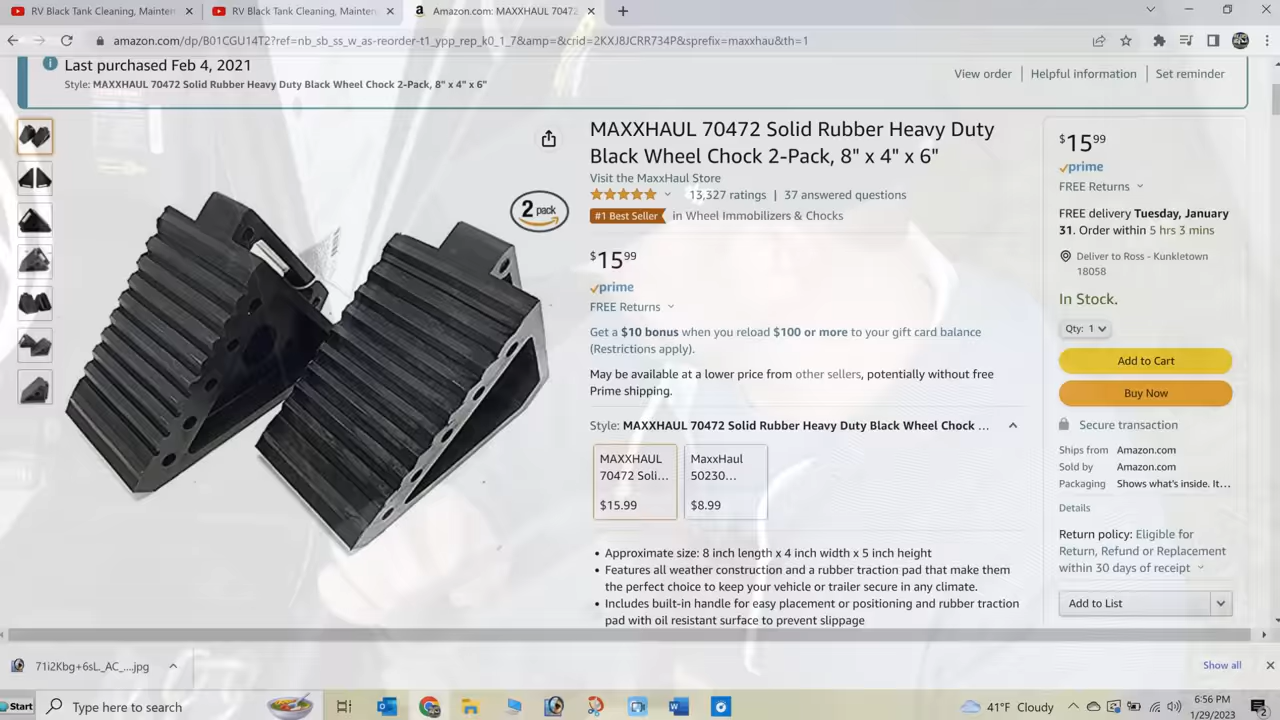 RV Black Tank Cleaning, Mainten
RV Black Tank Cleaning, Mainten
Amazon.com: MAXXHAUL 70472
amazon.com/dp/B01CGU14T2?ref=nb_sb_ss_w_as-reorder-t1_ypp_rep_k0_1_7&amp=&crid=2KXJ8JCRR734P&sprefix=maxxhau&th=1
Last purchased Feb 4, 2021
Style: MAXXHAUL 70472 Solid Rubber Heavy Duty Black Wheel Chock 2-Pack, 8" x 4" x 6"
View order | Helpful information | Set reminder
2 pack
MAXXHAUL 70472 Solid Rubber Heavy Duty
Black Wheel Chock 2-Pack, 8" x 4" x 6"
Visit the MaxxHaul Store
13,327 ratings | 37 answered questions
#1 Best Seller in Wheel Immobilizers & Chocks
$15 99
prime
FREE Returns
Get a $10 bonus when you reload $100 or more to your gift card balance
(Restrictions apply).
May be available at a lower price from other sellers, potentially without free
Prime shipping.
Style: MAXXHAUL 70472 Solid Rubber Heavy Duty Black Wheel Chock ...
MAXXHAUL
70472 Soli...
$15.99
MaxxHaul
50230...
$8.99
• Approximate size: 8 inch length x 4 inch width x 5 inch height
• Features all weather construction and a rubber traction pad that make them
the perfect choice to keep your vehicle or trailer secure in any climate.
• Includes built-in handle for easy placement or positioning and rubber traction
pad with oil resistant surface to prevent slippage
$15 99
prime
FREE Returns
FREE delivery Tuesday, January
31. Order within 5 hrs 3 mins
Deliver to Ross - Kunkletown
18058
In Stock.
Qty: 1
Add to Cart
Buy Now
Secure transaction
Ships from Amazon.com
Sold by Amazon.com
Packaging Shows what's inside. It...
Details
Return policy: Eligible for
Return, Refund or Replacement
within 30 days of receipt
Add to List
71i2Kbg+6sL._AC_....jpg
Show all
Start
Type here to search
41°F Cloudy
6:56 PM
1/29/2023
2